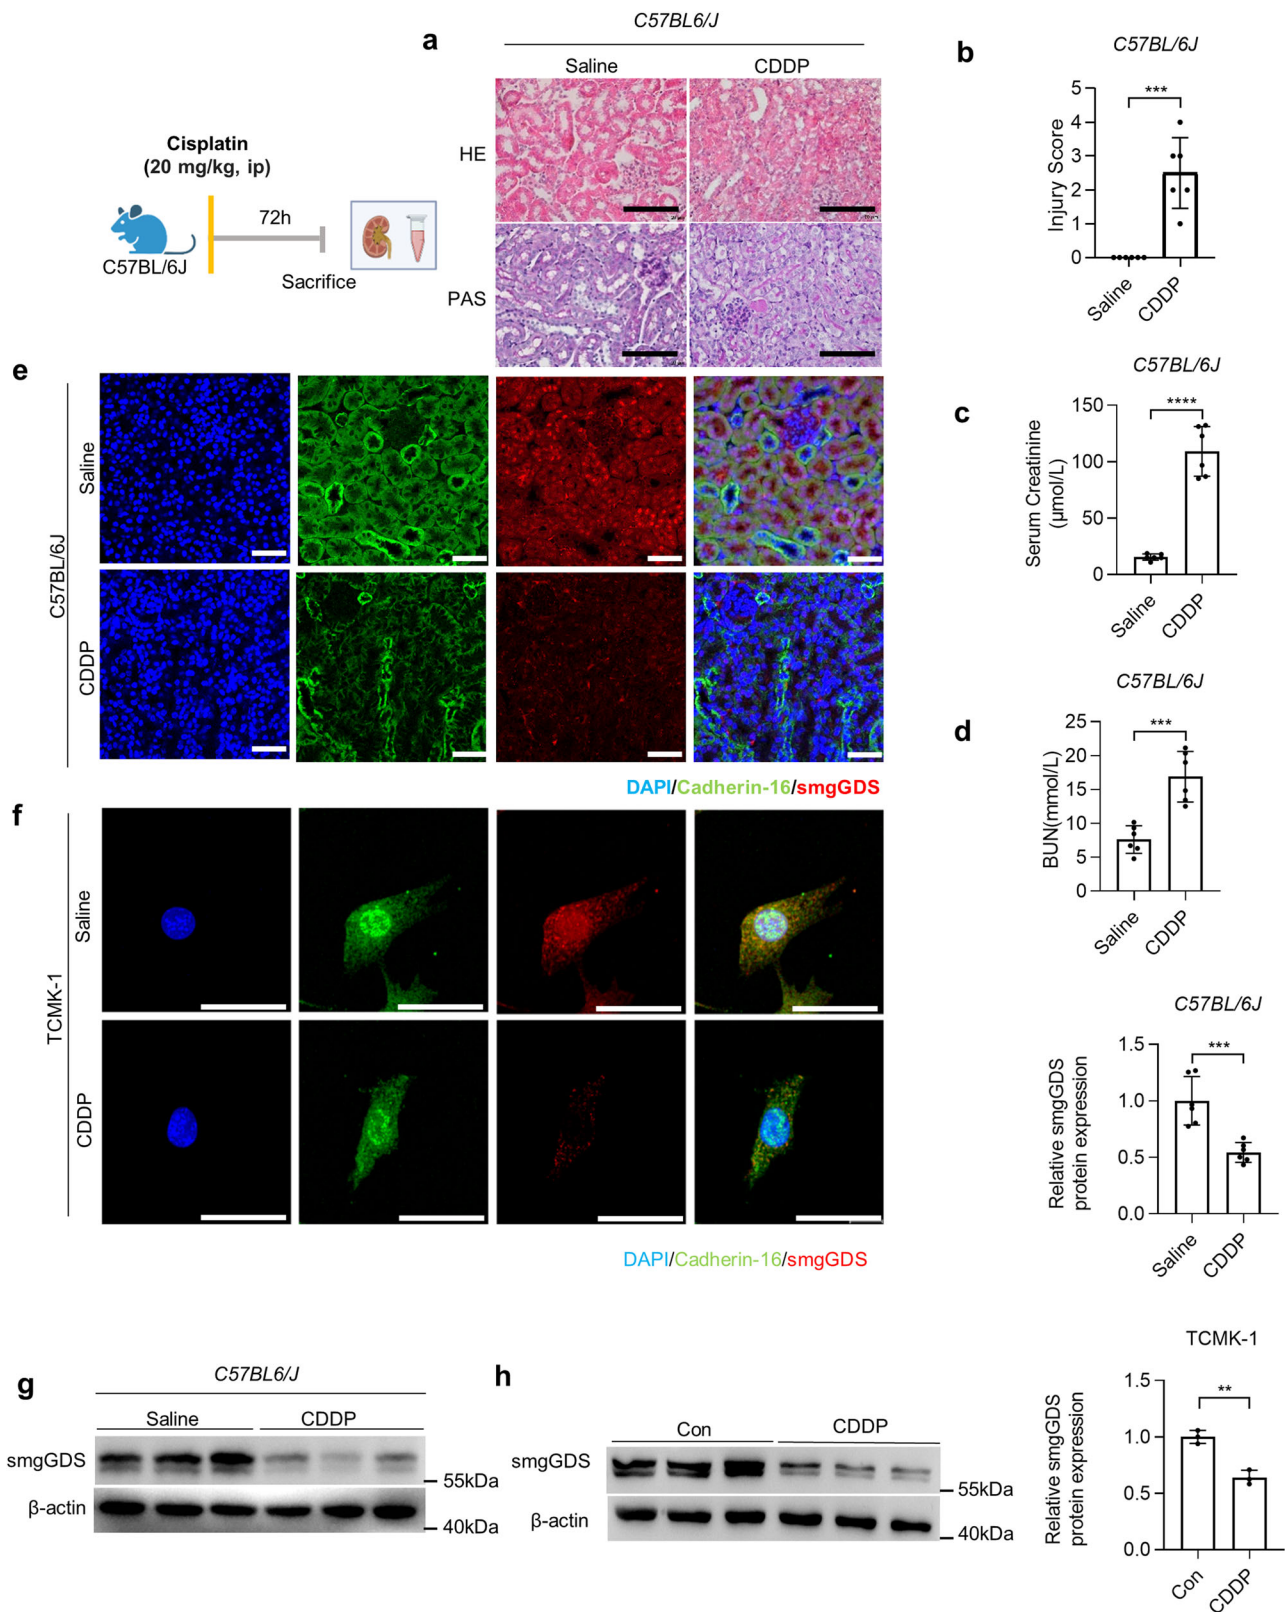 Cisplatin
(20 mg/kg, ip)
72h
C57BL/6J
Sacrifice
a
C57BL6/J
Saline
CDDP
HE
PAS
b
C57BL/6J
***
Injury Score
5
4
3
2
1
0
Saline
CDDP
c
C57BL/6J
****
Serum Creatinine
(μmol/L)
150
100
50
0
Saline
CDDP
d
C57BL/6J
***
BUN(mmol/L)
25
20
15
10
5
0
Saline
CDDP
e
C57BL/6J
Saline
CDDP
DAPI/Cadherin-16/smgGDS
f
TCMK-1
Saline
CDDP
DAPI/Cadherin-16/smgGDS
C57BL/6J
***
Relative smgGDS
protein expression
1.5
1.0
0.5
0.0
Saline
CDDP
g
C57BL6/J
Saline
CDDP
smgGDS
55kDa
β-actin
40kDa
h
Con
CDDP
smgGDS
55kDa
β-actin
40kDa
TCMK-1
**
Relative smgGDS
protein expression
1.5
1.0
0.5
0.0
Con
CDDP